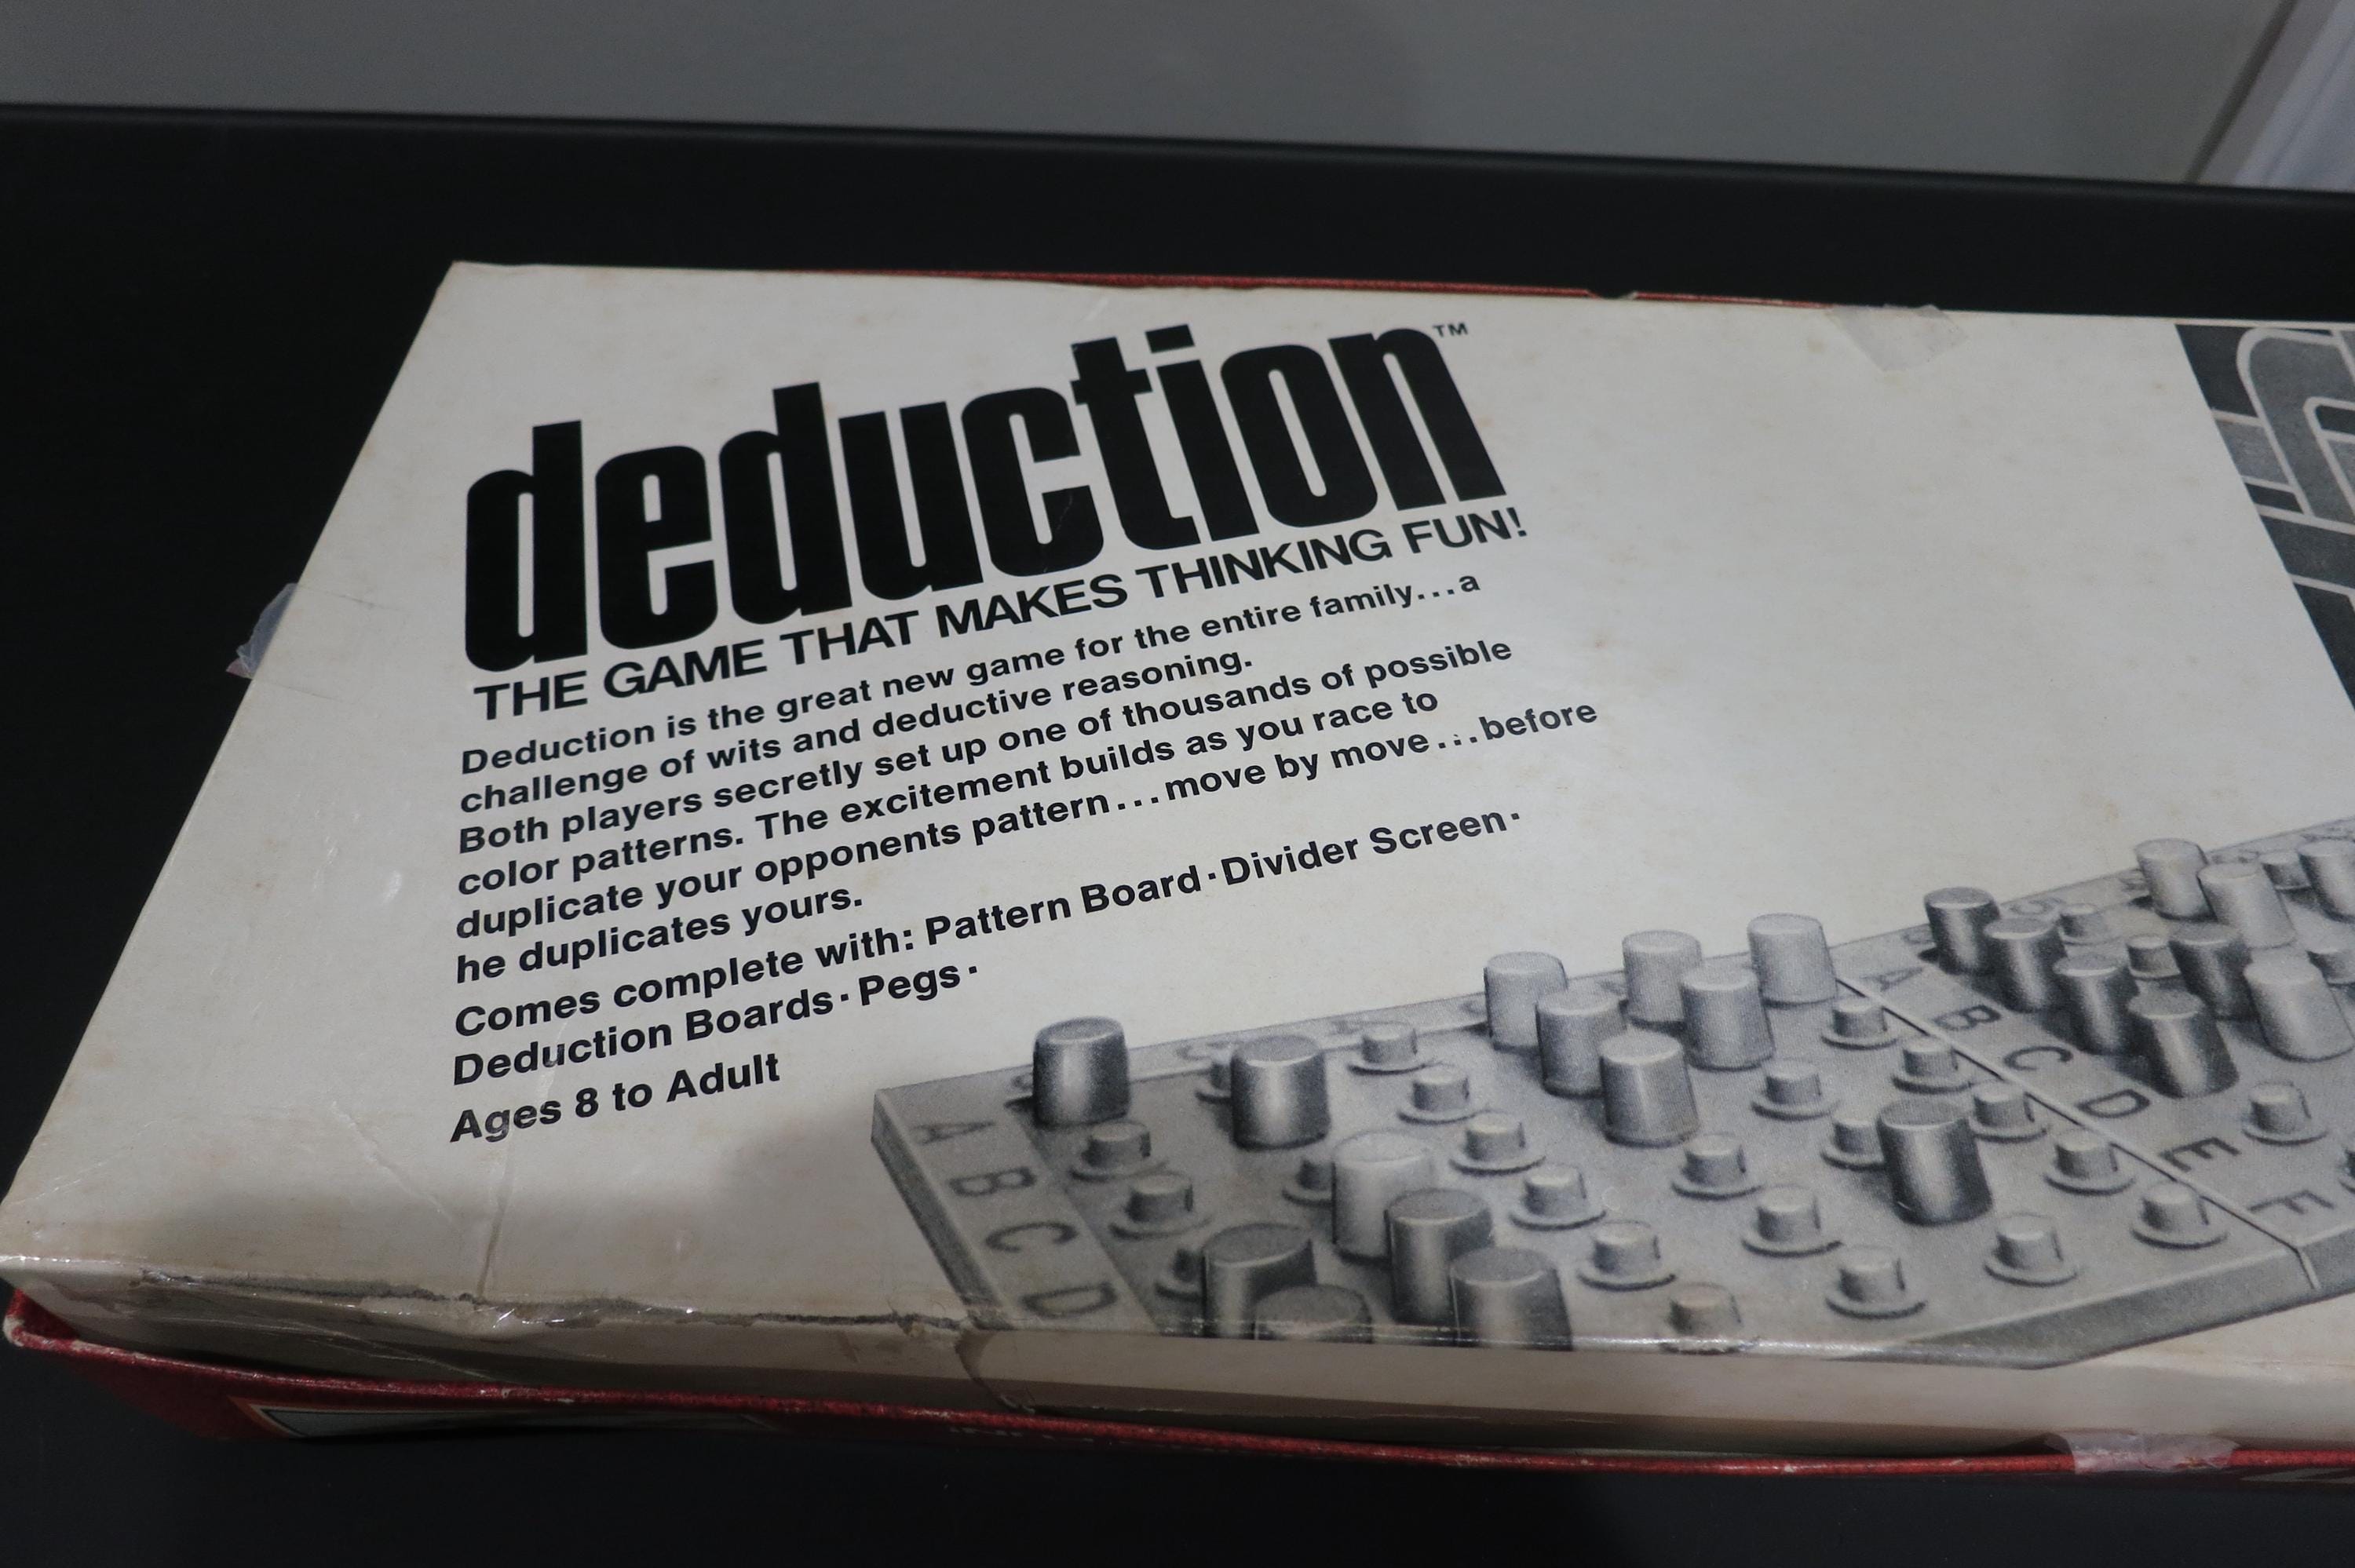 deduction™
THE GAME THAT MAKES THINKING FUN!
Deduction is the great new game for the entire family...a
challenge of wits and deductive reasoning.
Both players secretly set up one of thousands of possible
color patterns. The excitement builds as you race to
duplicate your opponents pattern...move by move...before
he duplicates yours.
Comes complete with: Pattern Board·Divider Screen·
Deduction Boards·Pegs·
Ages 8 to Adult
A
B
C
D
A
B
C
D
E
F